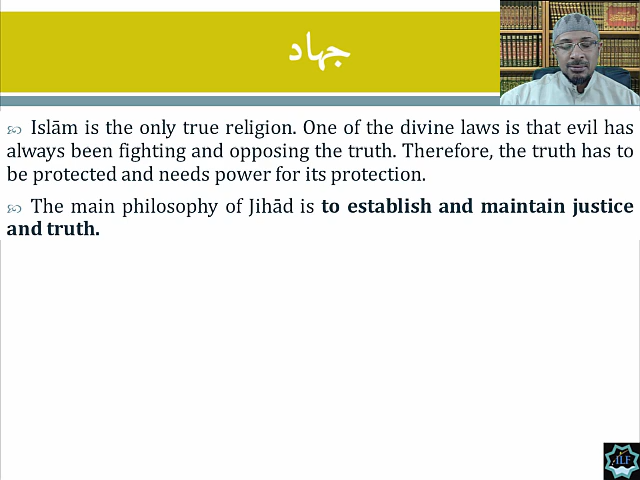 جہاد
Islām is the only true religion. One of the divine laws is that evil has
always been fighting and opposing the truth. Therefore, the truth has to
be protected and needs power for its protection.
The main philosophy of Jihād is to establish and maintain justice
and truth.
ILF